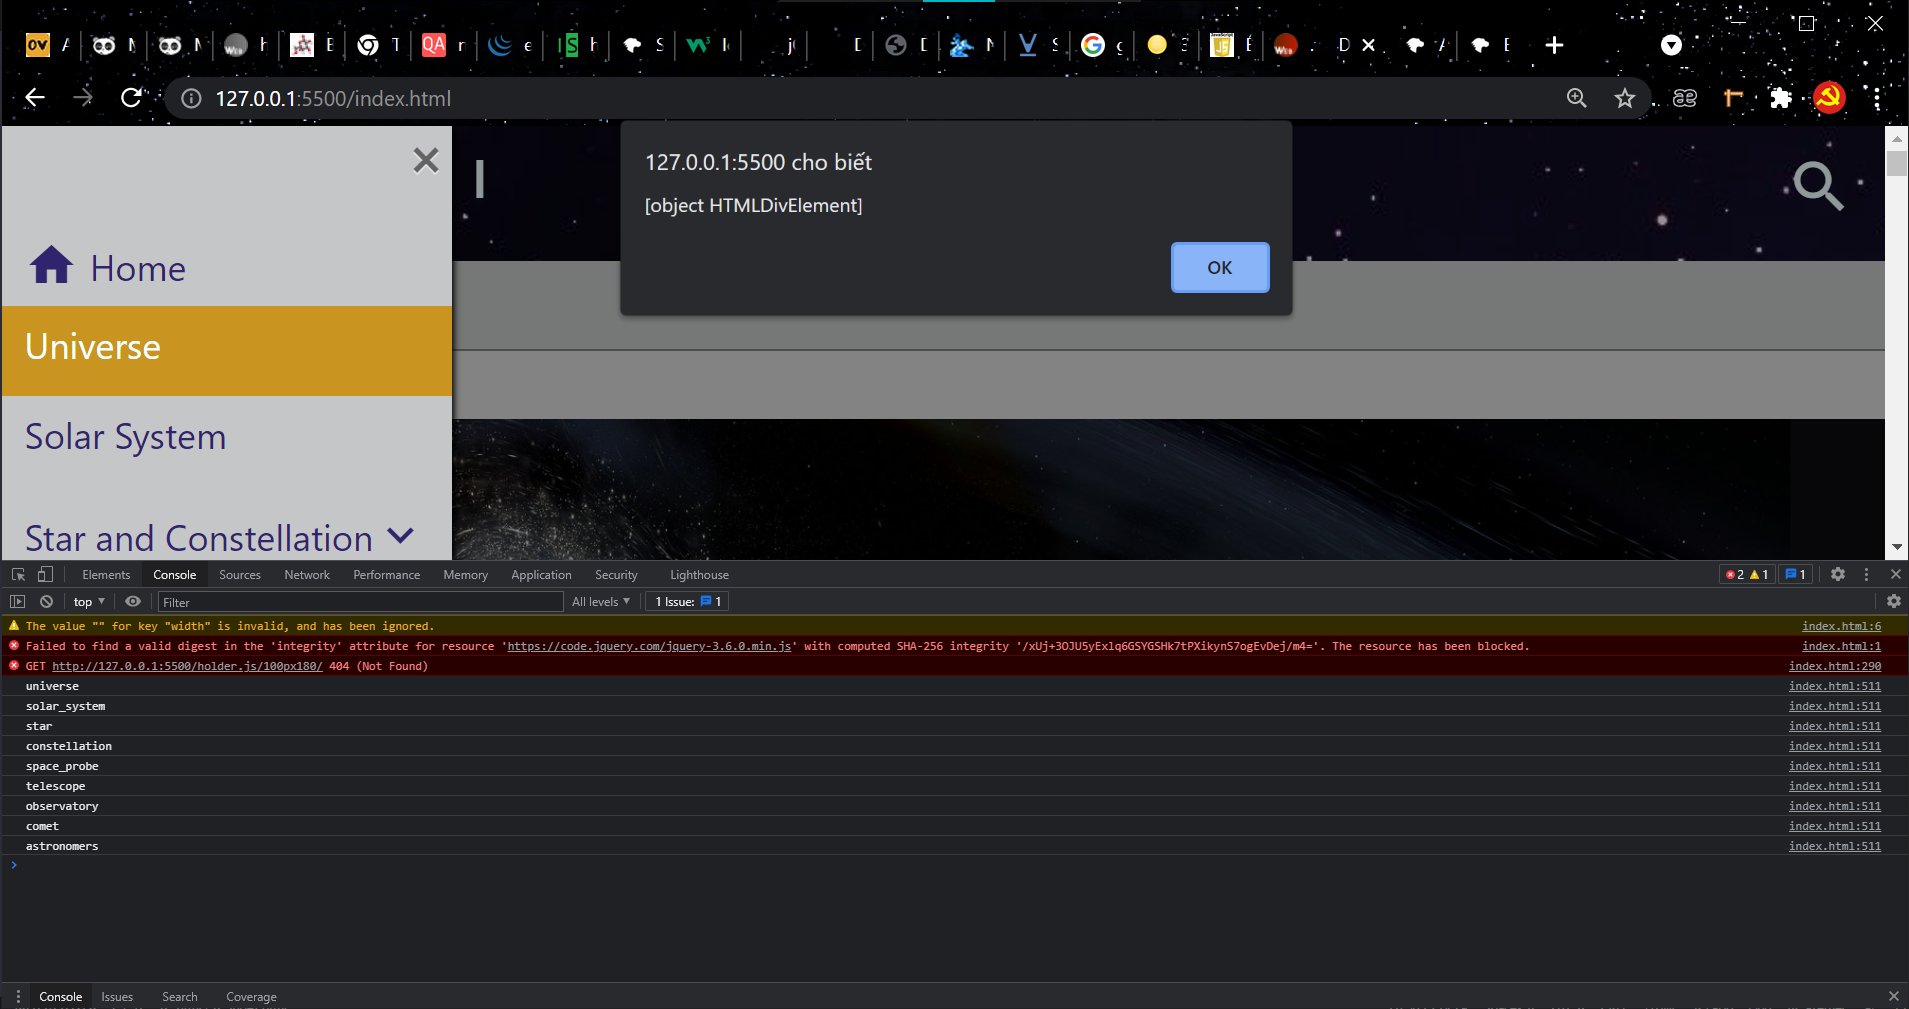 127.0.0.1:5500/index.html
127.0.0.1:5500 cho biết
[object HTMLDivElement]
OK
Home
Universe
Solar System
Star and Constellation
Elements Console Sources Network Performance Memory Application Security Lighthouse 2 1 1
top Filter All levels 1 Issue: 1
The value "" for key "width" is invalid, and has been ignored. index.html:6
Failed to find a valid digest in the 'integrity' attribute for resource 'https://code.jquery.com/jquery-3.6.0.min.js' with computed SHA-256 integrity '/xUj+3OJU5yExlq6GSYGSHk7tPXikynS7ogEvDej/m4='. The resource has been blocked. index.html:1
GET http://127.0.0.1:5500/holder.js/100px180/ 404 (Not Found) index.html:290
universe index.html:511
solar_system index.html:511
star index.html:511
constellation index.html:511
space_probe index.html:511
telescope index.html:511
observatory index.html:511
comet index.html:511
astronomers index.html:511
Console Issues Search Coverage